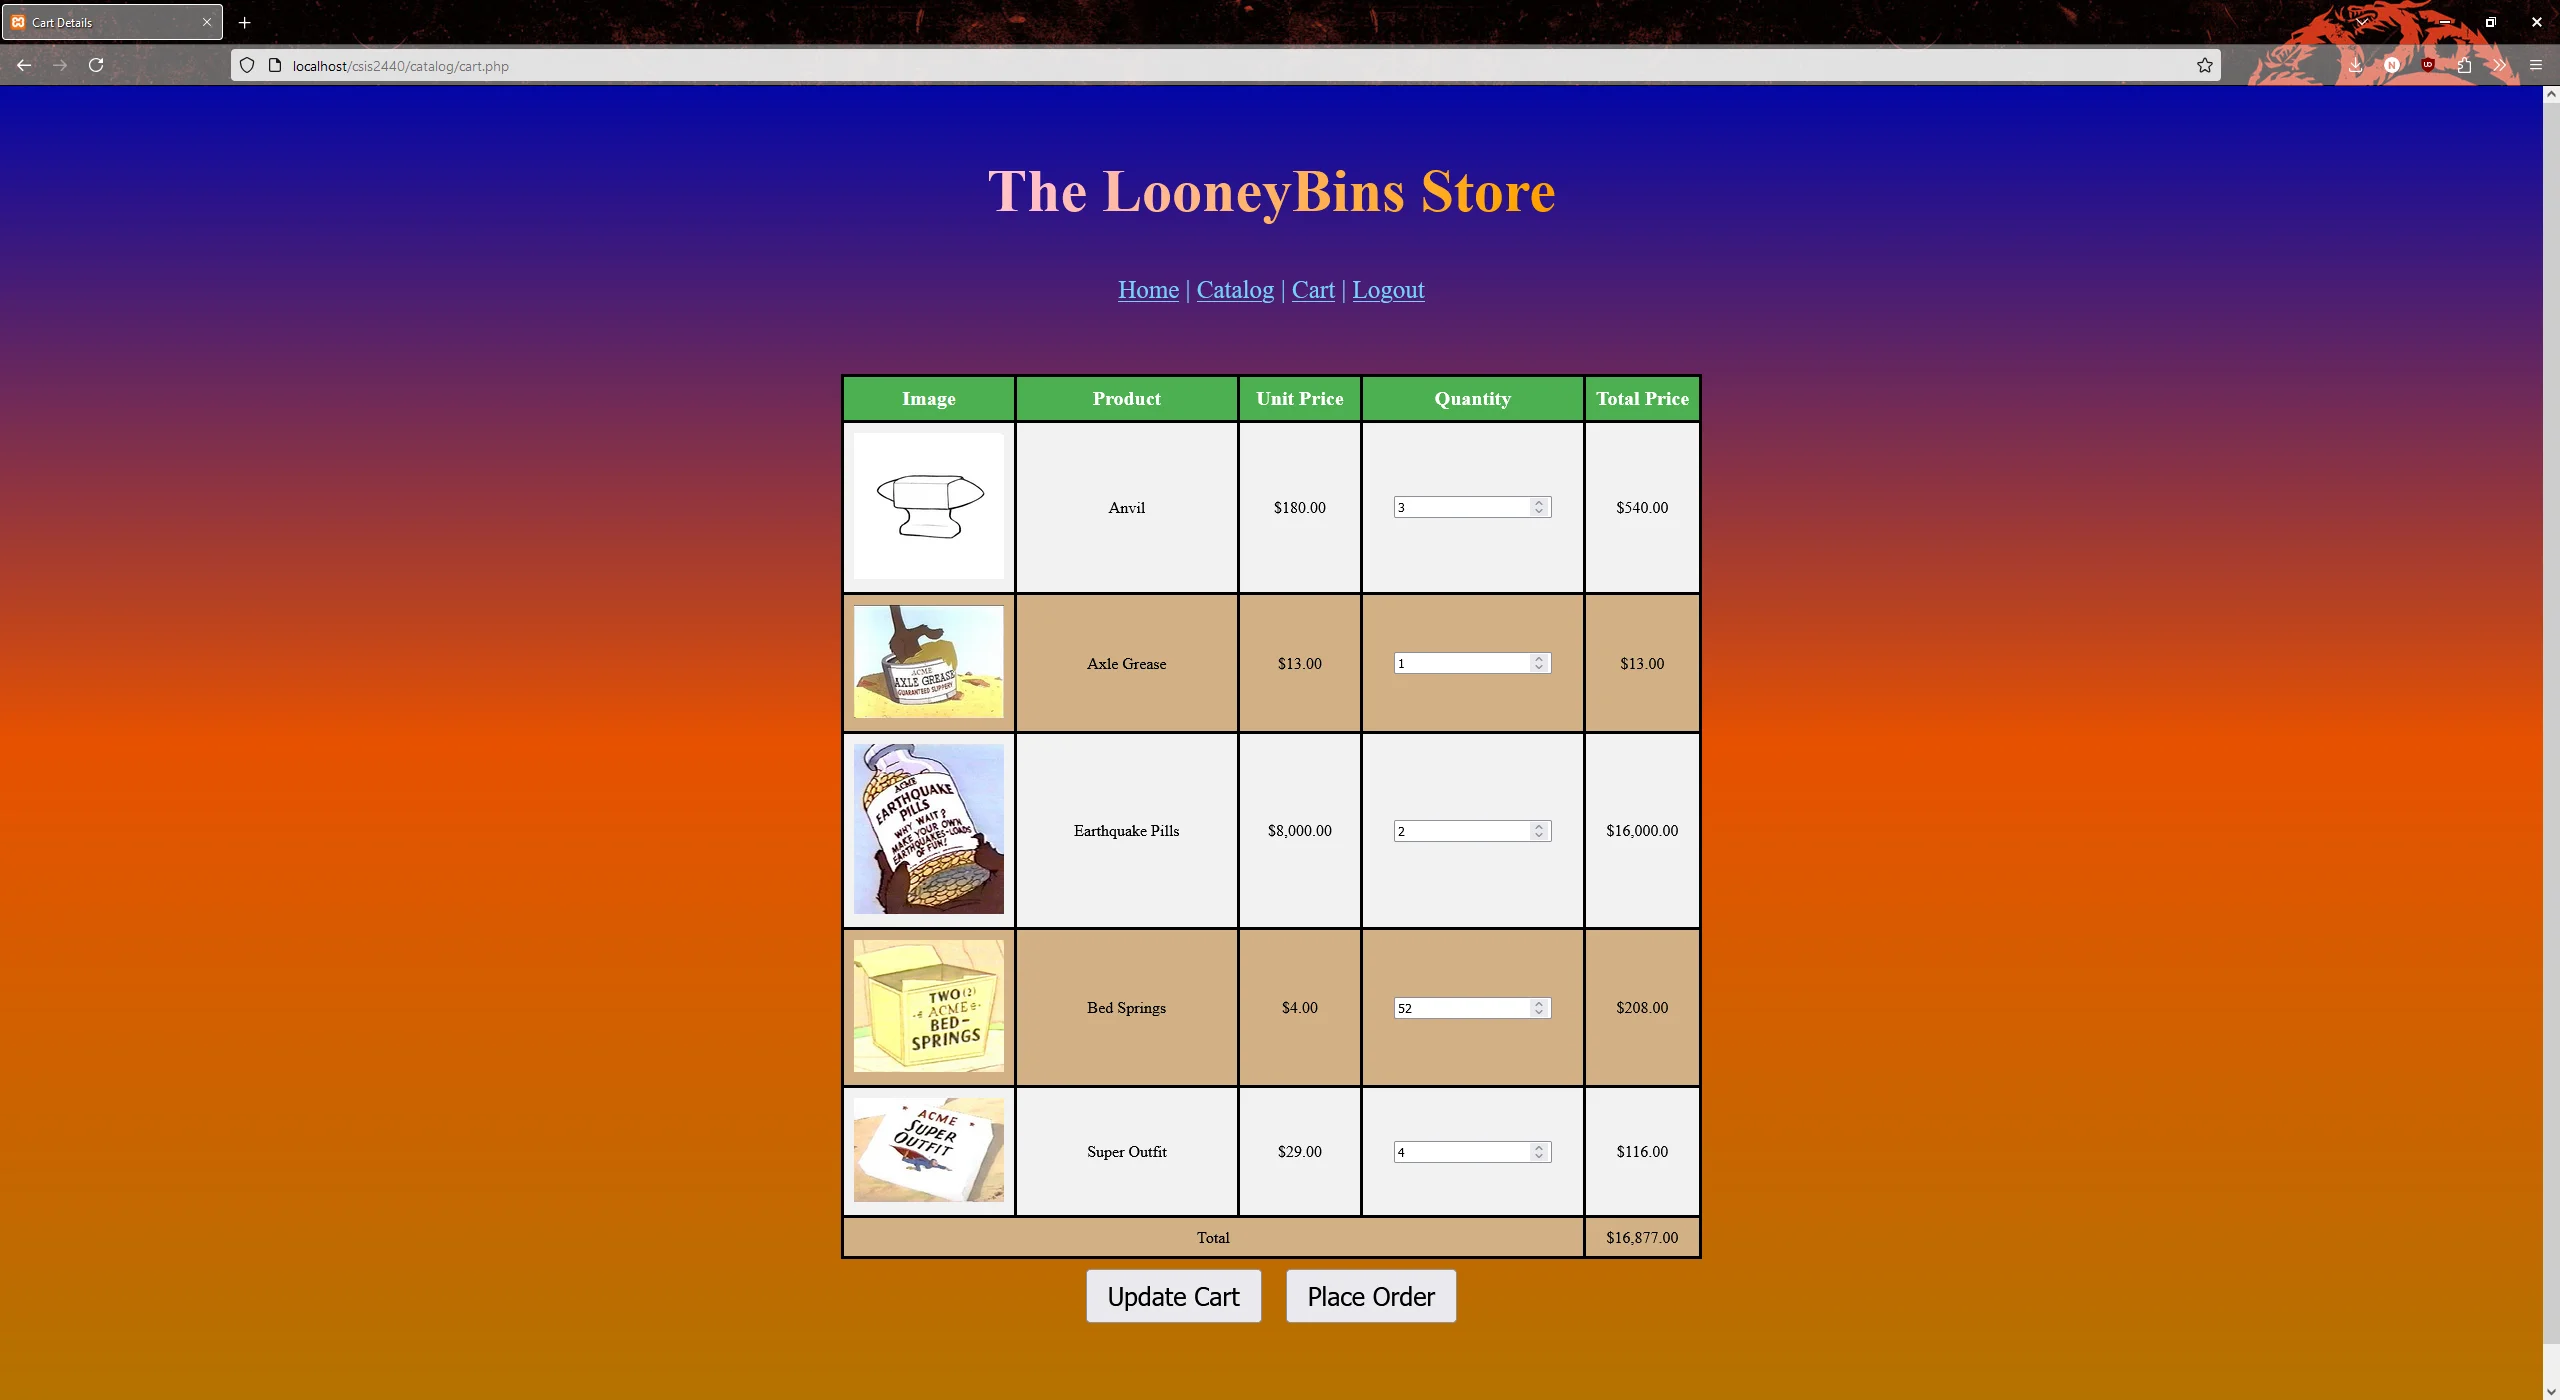 Cart Details
localhost/csis2440/catalog/cart.php
The LooneyBins Store
Home | Catalog | Cart | Logout
Image Product Unit Price Quantity Total Price
Anvil $180.00 3 $540.00
ACME
AXLE GREASE
GUARANTEED SLIPPERY
Axle Grease $13.00 1 $13.00
ACME
EARTHQUAKE
PILLS
WHY WAIT?
MAKE YOUR OWN
EARTHQUAKES-LOADS
OF FUN!
Earthquake Pills $8,000.00 2 $16,000.00
TWO (2)
ACME
BED-
SPRINGS
Bed Springs $4.00 52 $208.00
ACME
SUPER
OUTFIT
Super Outfit $29.00 4 $116.00
Total $16,877.00
Update Cart Place Order